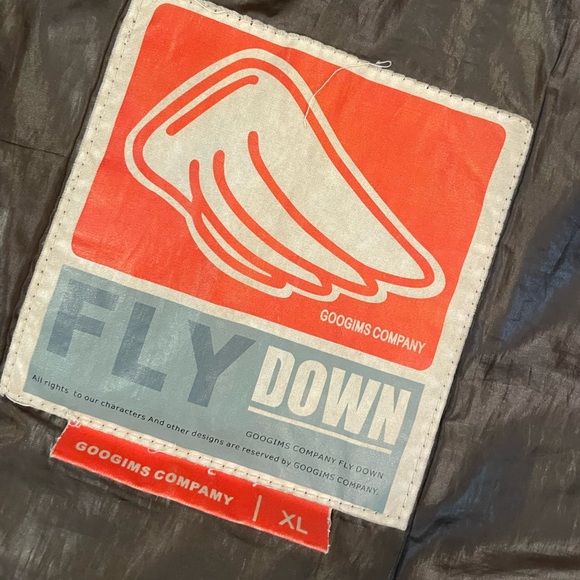 GOOGIMS COMPANY
FLY DOWN
GOOGIMS COMPANY FLY DOWN
All rights to our characters And other designs are reserved by GOOGIMS COMPANY
GOOGIMS COMPAMY | XL